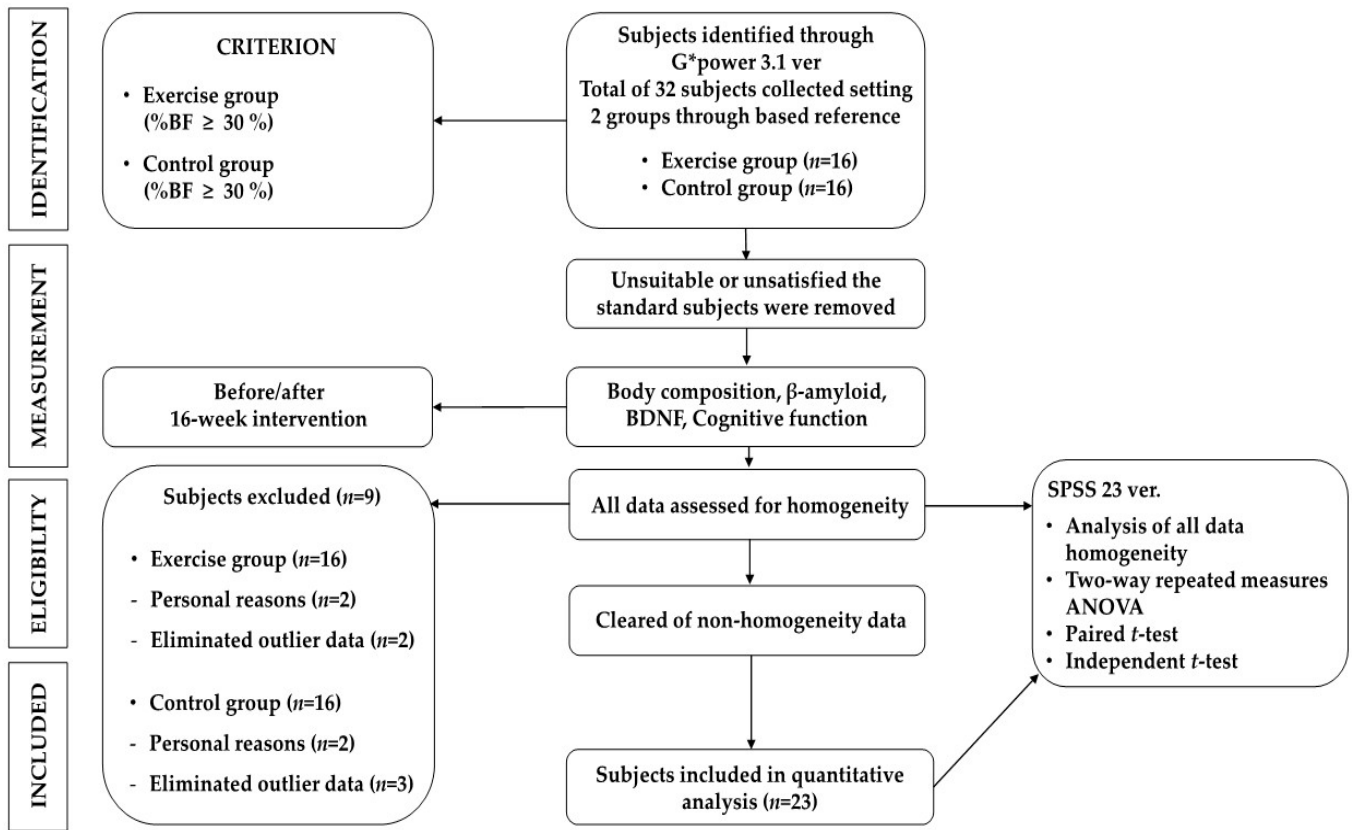 IDENTIFICATION
CRITERION
• Exercise group
(%BF ≥ 30 %)
• Control group
(%BF ≥ 30 %)
Subjects identified through
G*power 3.1 ver
Total of 32 subjects collected setting
2 groups through based reference
• Exercise group (n=16)
• Control group (n=16)
MEASUREMENT
Unsuitable or unsatisfied the
standard subjects were removed
Before/after
16-week intervention
Body composition, β-amyloid,
BDNF, Cognitive function
ELIGIBILITY
Subjects excluded (n=9)
• Exercise group (n=16)
- Personal reasons (n=2)
- Eliminated outlier data (n=2)
• Control group (n=16)
- Personal reasons (n=2)
- Eliminated outlier data (n=3)
All data assessed for homogeneity
Cleared of non-homogeneity data
SPSS 23 ver.
• Analysis of all data
homogeneity
• Two-way repeated measures
ANOVA
• Paired t-test
• Independent t-test
INCLUDED
Subjects included in quantitative
analysis (n=23)